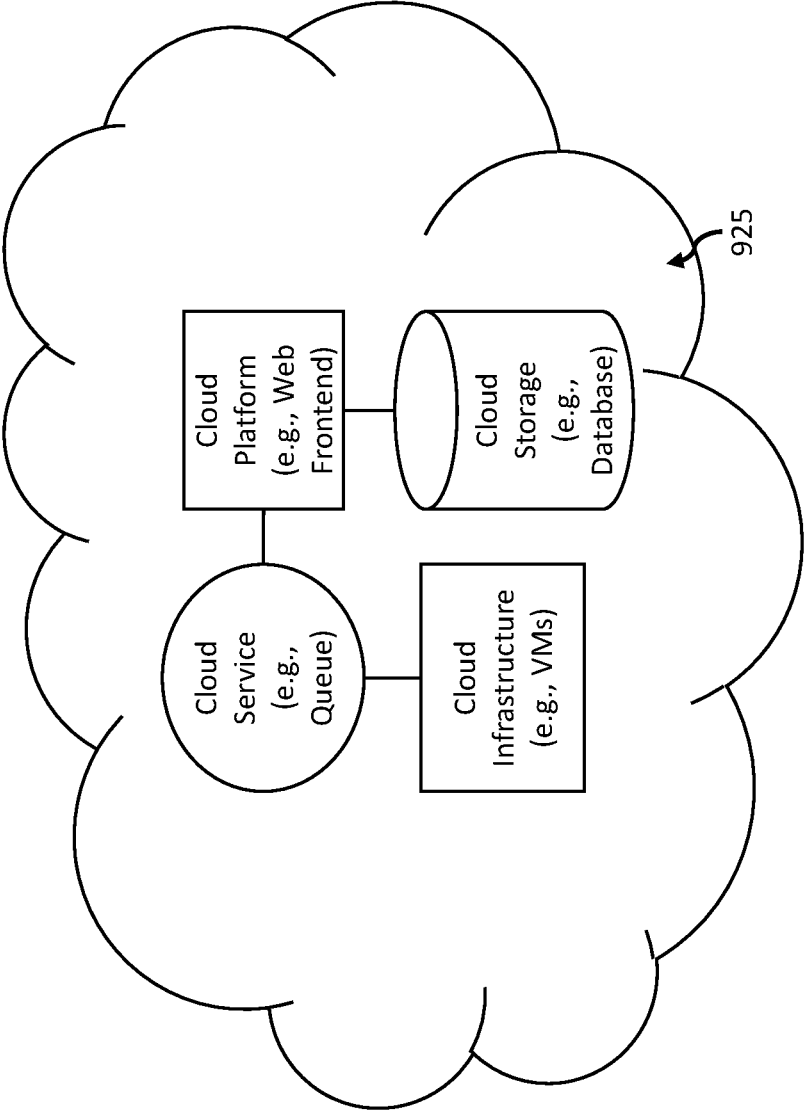 Cloud
Service
(e.g.,
Queue)
Cloud
Platform
(e.g., Web
Frontend)
Cloud
Infrastructure
(e.g., VMs)
Cloud
Storage
(e.g.,
Database)
925